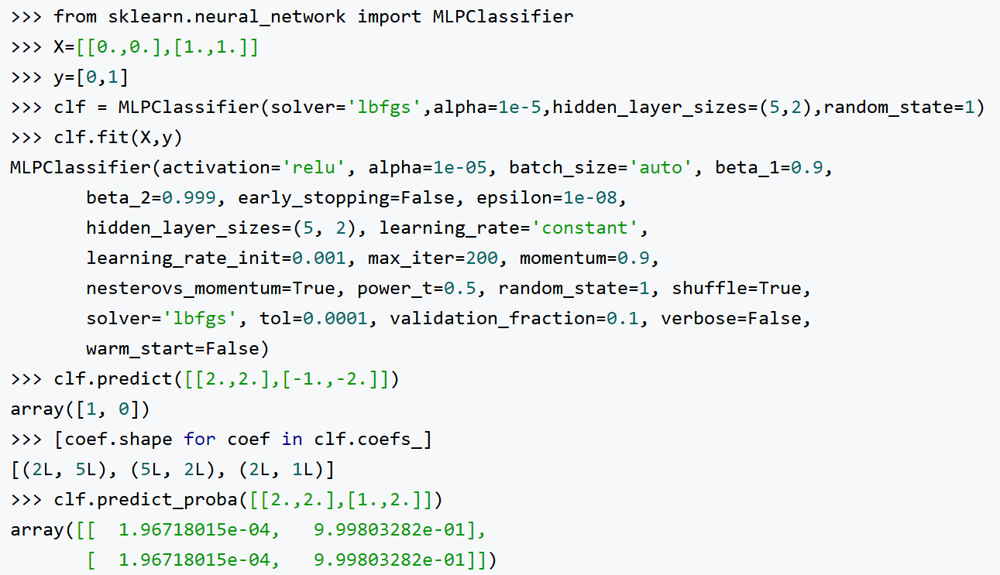 >>> from sklearn.neural_network import MLPClassifier
>>> X=[[0.,0.],[1.,1.]]
>>> y=[0,1]
>>> clf = MLPClassifier(solver='lbfgs',alpha=1e-5,hidden_layer_sizes=(5,2),random_state=1)
>>> clf.fit(X,y)
MLPClassifier(activation='relu', alpha=1e-05, batch_size='auto', beta_1=0.9,
       beta_2=0.999, early_stopping=False, epsilon=1e-08,
       hidden_layer_sizes=(5, 2), learning_rate='constant',
       learning_rate_init=0.001, max_iter=200, momentum=0.9,
       nesterovs_momentum=True, power_t=0.5, random_state=1, shuffle=True,
       solver='lbfgs', tol=0.0001, validation_fraction=0.1, verbose=False,
       warm_start=False)
>>> clf.predict([[2.,2.],[-1.,-2.]])
array([1, 0])
>>> [coef.shape for coef in clf.coefs_]
[(2L, 5L), (5L, 2L), (2L, 1L)]
>>> clf.predict_proba([[2.,2.],[1.,2.]])
array([[  1.96718015e-04,   9.99803282e-01],
       [  1.96718015e-04,   9.99803282e-01]])